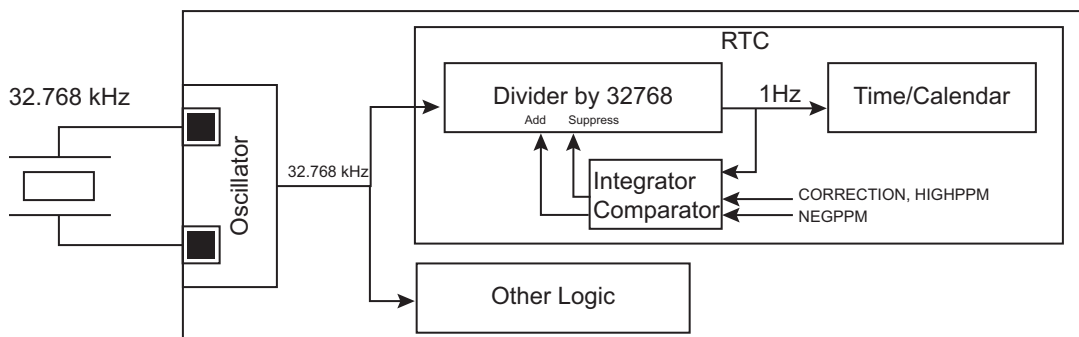 RTC
32.768 kHz
Divider by 32768
Add Suppress
1Hz
Time/Calendar
Oscillator
32.768 kHz
Integrator
Comparator
CORRECTION, HIGHPPM
NEGPPM
Other Logic